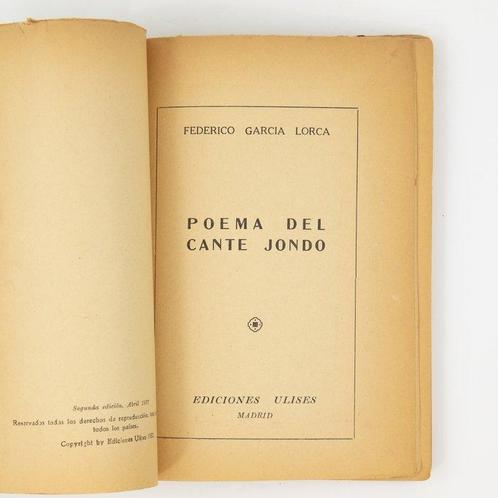 Segunda edición, Abril 1937
Reservados todos los derechos de reproducción,
todos los países.
Copyright by Ediciones Ulises
FEDERICO GARCIA LORCA
POEMA DEL
CANTE JONDO
EDICIONES ULISES
MADRID